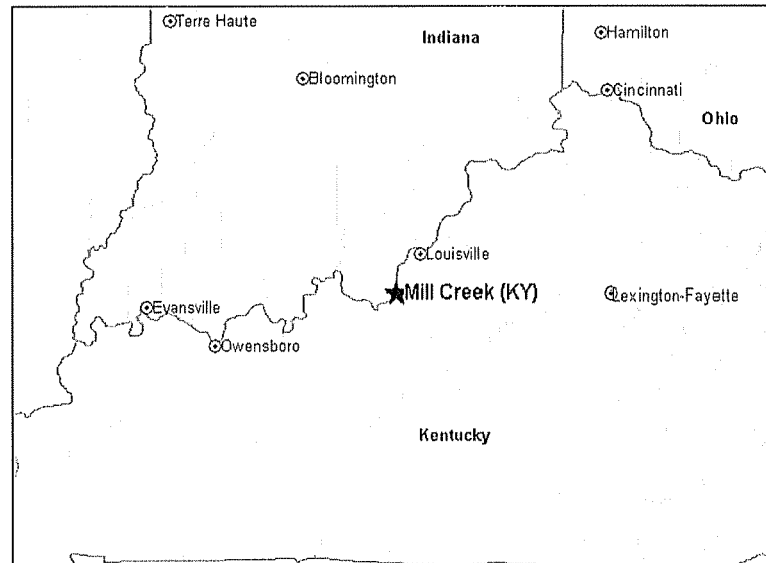 Terre Haute
Indiana
Hamilton
Bloomington
Cincinnati
Ohio
Louisville
Mill Creek (KY)
Lexington-Fayette
Evansville
Owensboro
Kentucky